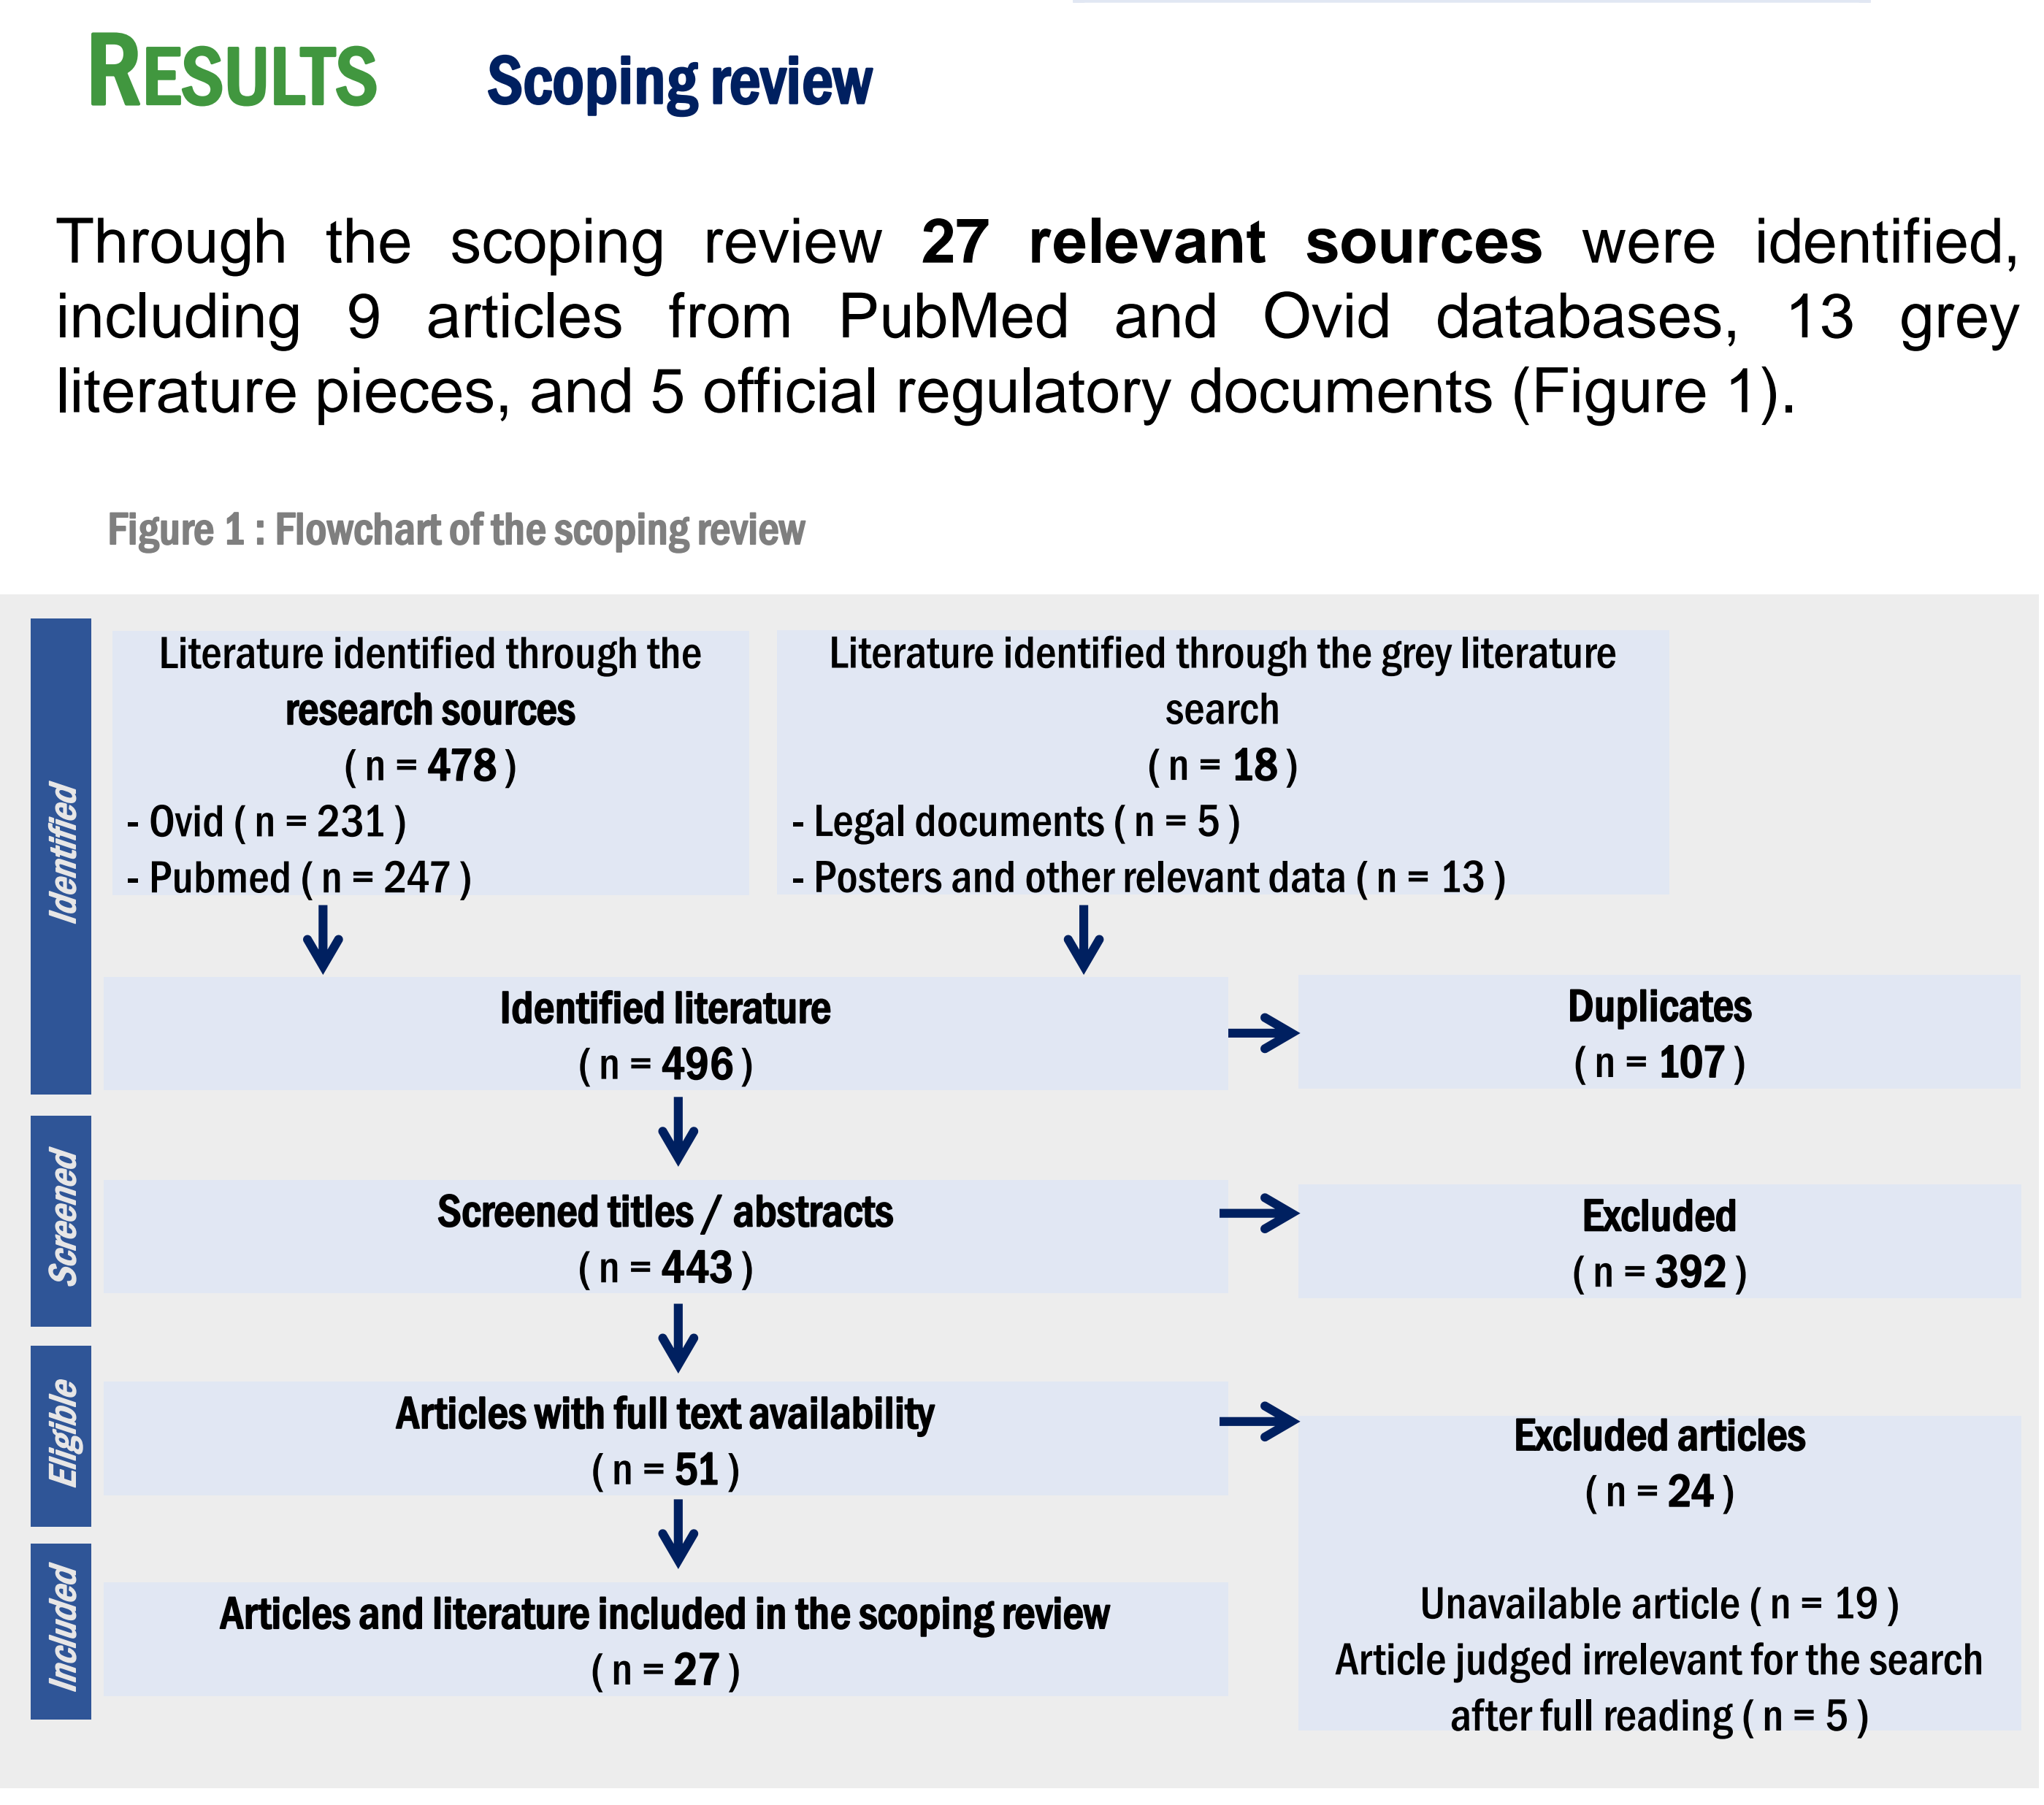 RESULTS Scoping review
Through the scoping review 27 relevant sources were identified,
including 9 articles from PubMed and Ovid databases, 13 grey
literature pieces, and 5 official regulatory documents (Figure 1).
Figure 1 : Flowchart of the scoping review
Identified
Literature identified through the
research sources
( n = 478 )
- Ovid ( n = 231 )
- Pubmed ( n = 247 )
Literature identified through the grey literature
search
( n = 18 )
- Legal documents ( n = 5 )
- Posters and other relevant data ( n = 13 )
Identified literature
( n = 496 )
Duplicates
( n = 107 )
Screened
Screened titles / abstracts
( n = 443 )
Excluded
( n = 392 )
Eligible
Articles with full text availability
( n = 51 )
Excluded articles
( n = 24 )
Unavailable article ( n = 19 )
Article judged irrelevant for the search
after full reading ( n = 5 )
Included
Articles and literature included in the scoping review
( n = 27 )